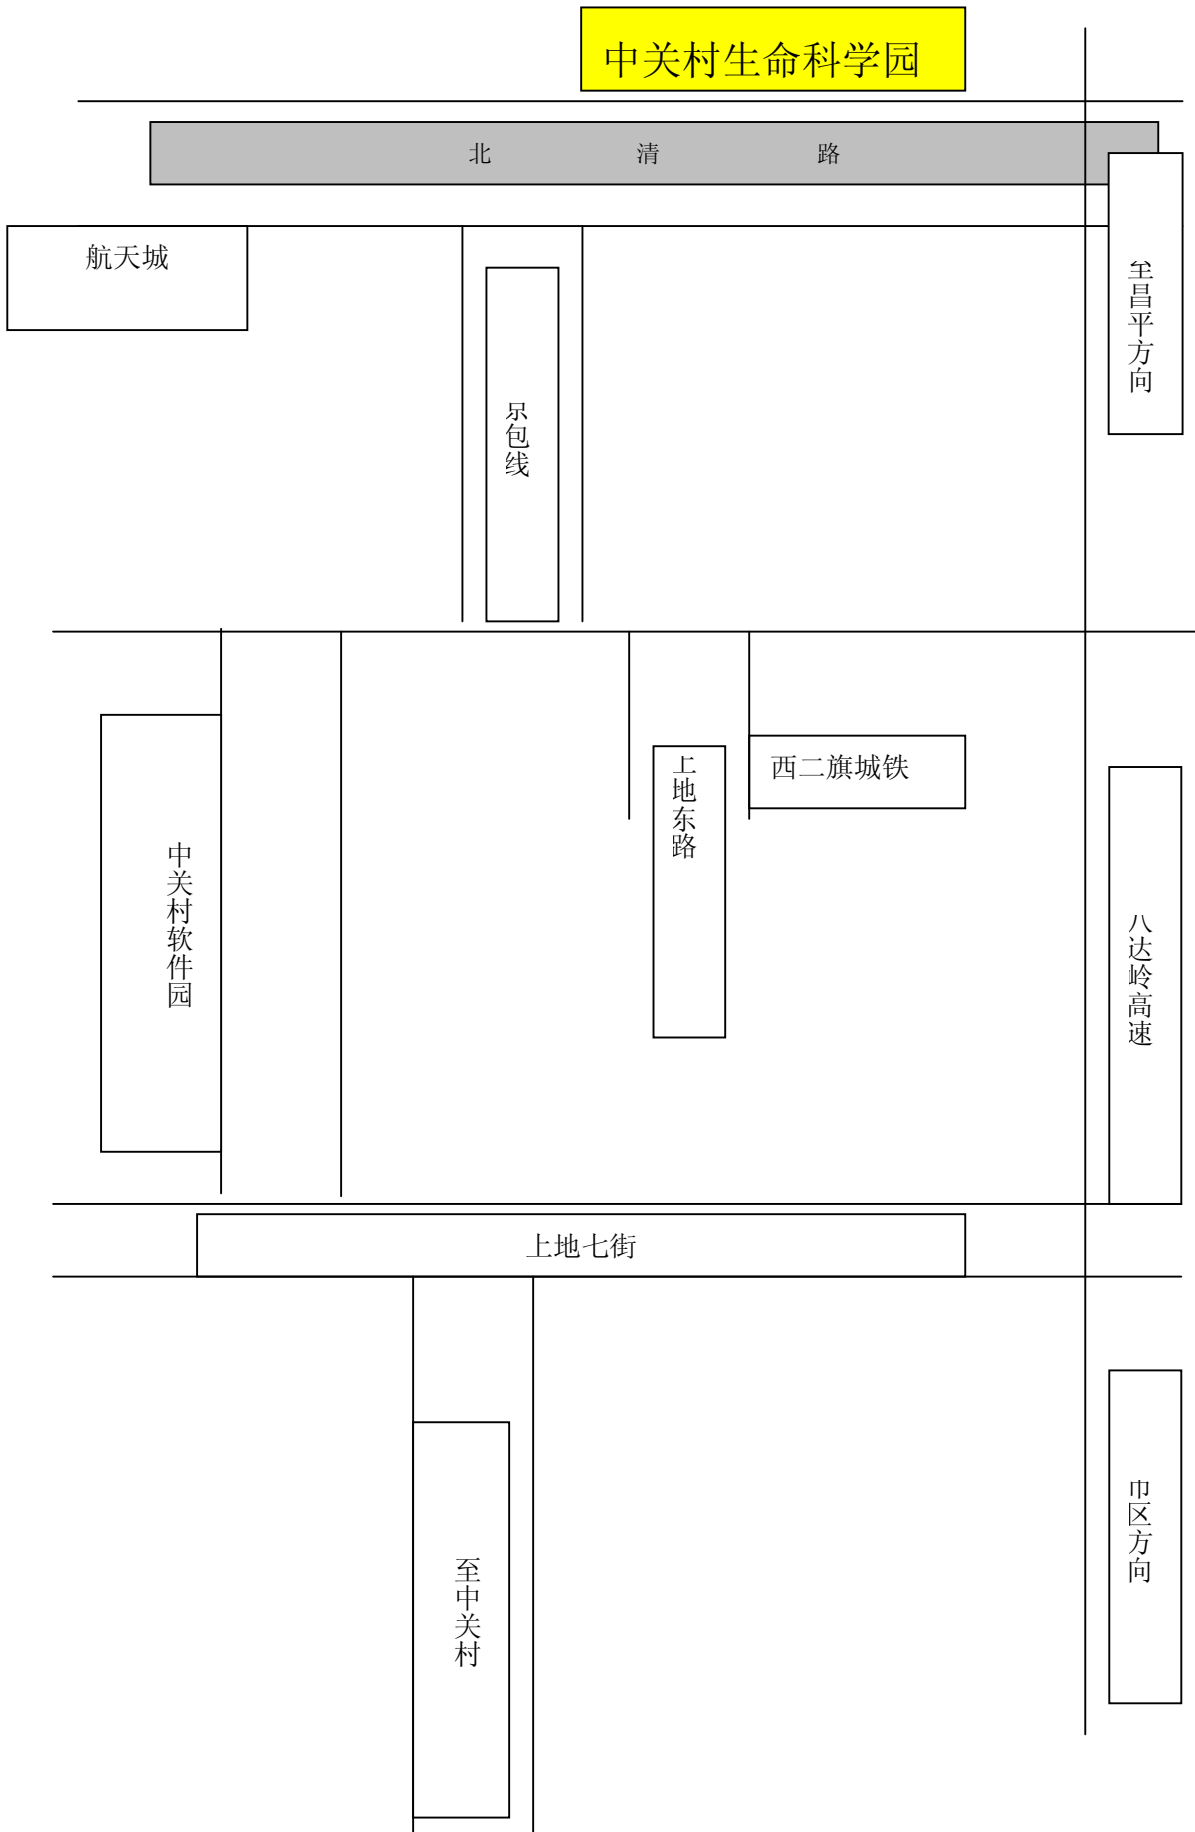 中关村生命科学园
北 清 路
航天城
至昌平方向
京包线
上地东路
西二旗城铁
中关村软件园
八达岭高速
上地七街
市区方向
至中关村